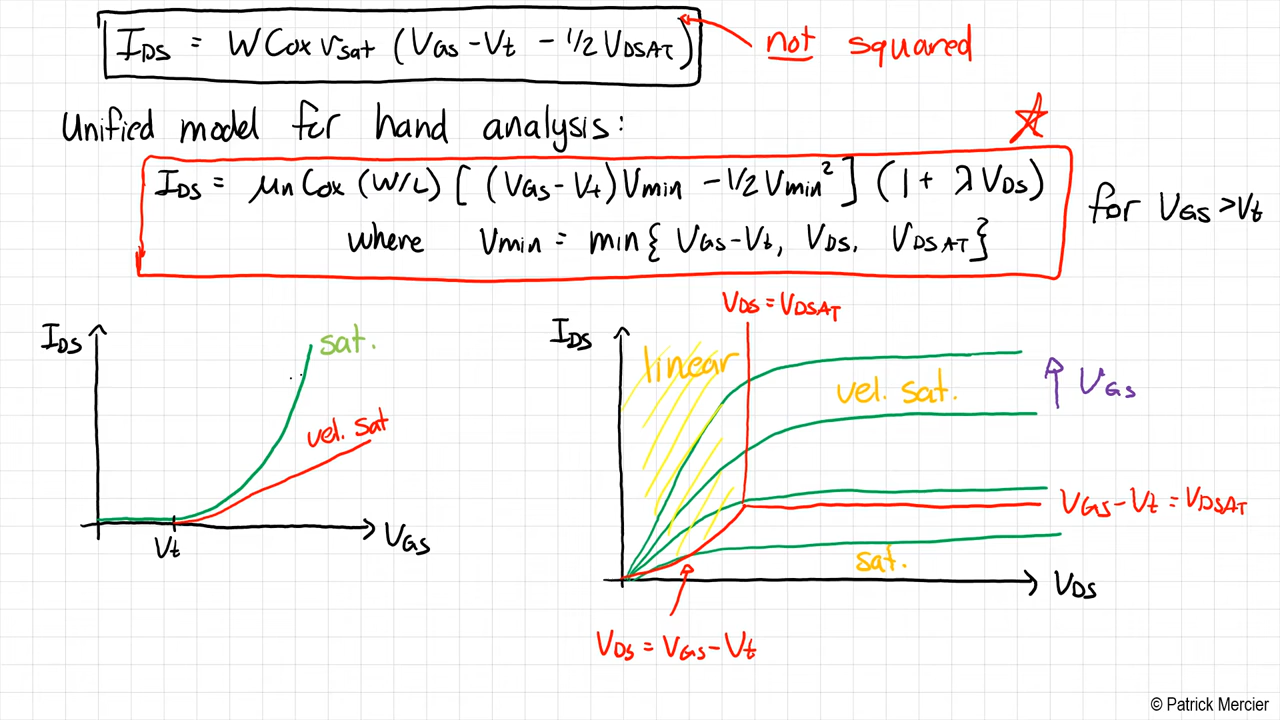 IDS = W Cox vsat (VGS - Vt - 1/2 VDSAT)
not squared
Unified model for hand analysis:
IDS = μn Cox (W/L) [(VGS - Vt) Vmin - 1/2 Vmin²] (1 + λ VDS)
for VGS > Vt
where Vmin = min{ VGS - Vt, VDS, VDSAT}
VDS = VDSAT
IDS
sat.
vel. sat
Vt
VGS
IDS
linear
vel. sat.
VGS
VGS - Vt = VDSAT
sat.
VDS
VDS = VGS - Vt
© Patrick Mercier